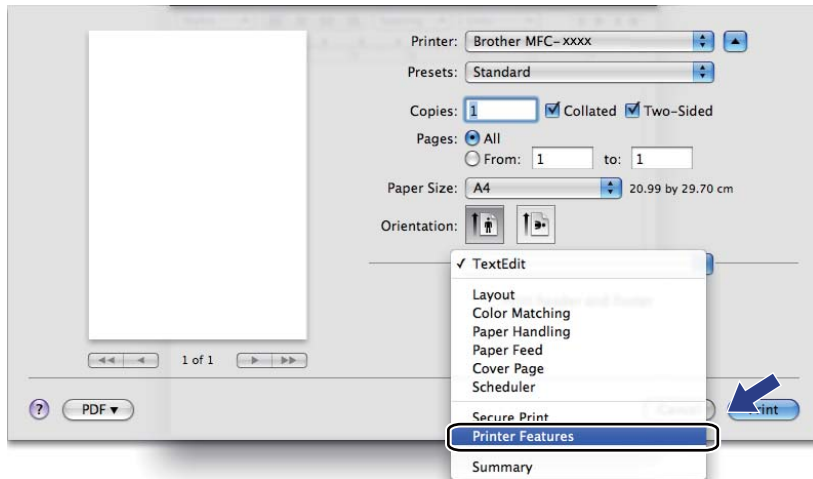 Printer: Brother MFC-xxxx
Presets: Standard
Copies: 1 Collated Two-Sided
Pages: All
From: 1 to: 1
Paper Size: A4 20.99 by 29.70 cm
Orientation:
✓ TextEdit
Layout
Color Matching
Paper Handling
Paper Feed
Cover Page
Scheduler
1 of 1
? PDF▼ Cancel Print
Secure Print
Printer Features
Summary